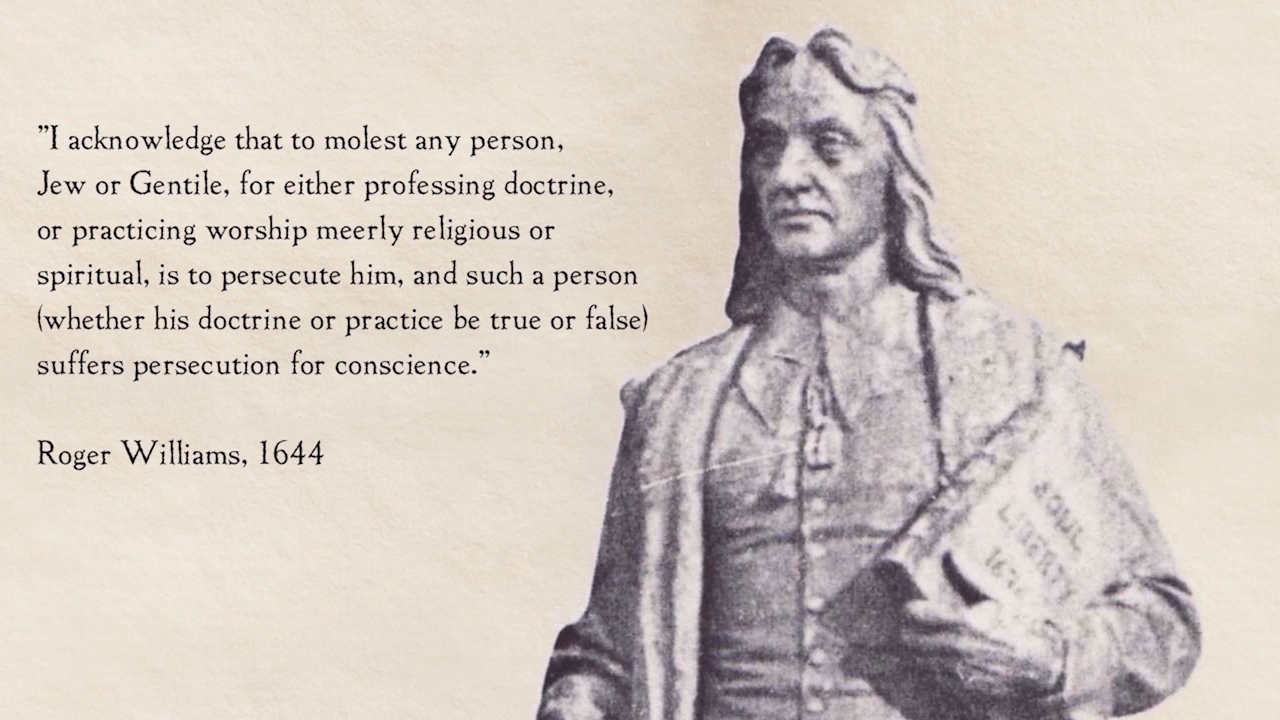 "I acknowledge that to molest any person,
Jew or Gentile, for either professing doctrine,
or practicing worship meerly religious or
spiritual, is to persecute him, and such a person
(whether his doctrine or practice be true or false)
suffers persecution for conscience."
Roger Williams, 1644
SOUL
LIBERTY